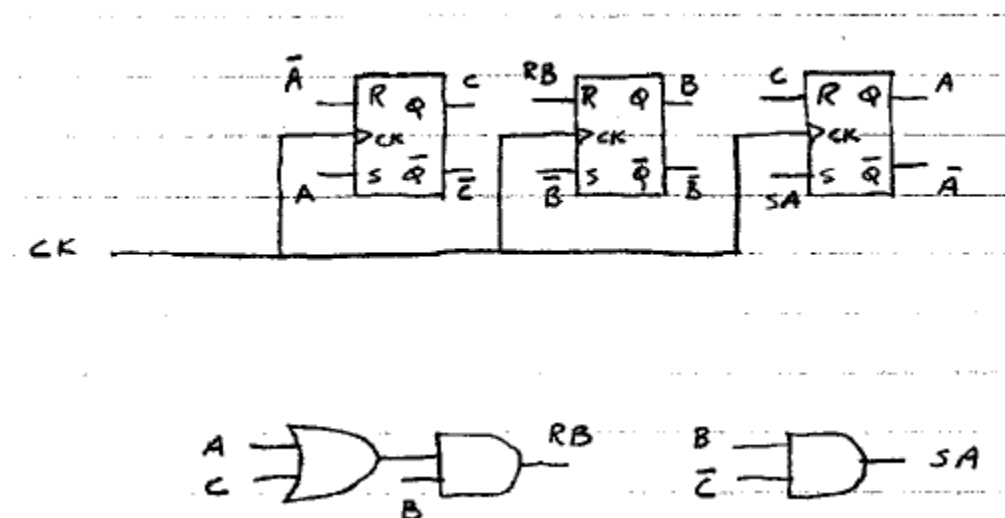 Ā C RB B C A
R Q R Q R Q
CK CK CK
A S Q̄ C̄ B̄ S Q̄ B̄ SA S Q̄ Ā
CK
A RB B
C B C̄ SA